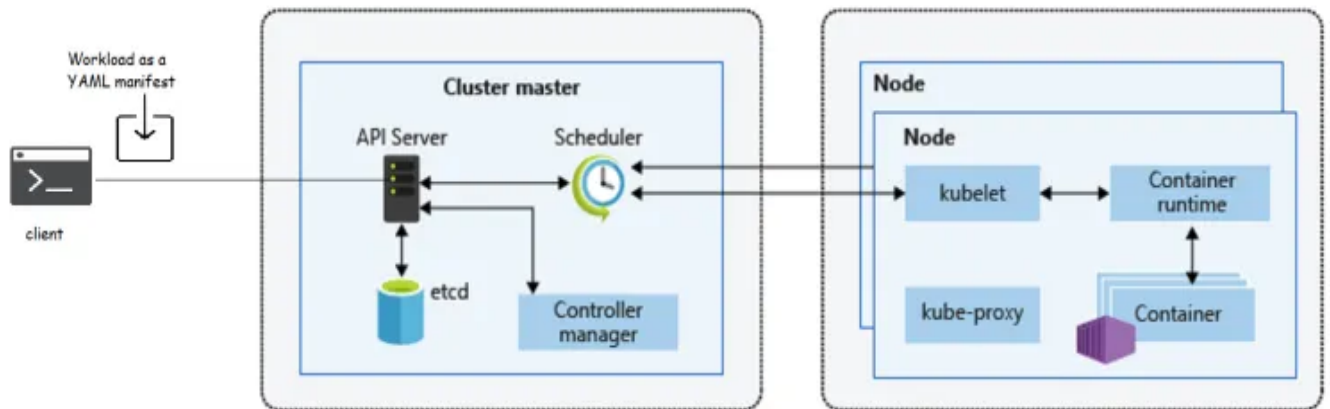 Workload as a
YAML manifest
client
Cluster master
API Server
Scheduler
etcd
Controller
manager
Node
Node
kubelet
Container
runtime
kube-proxy
Container